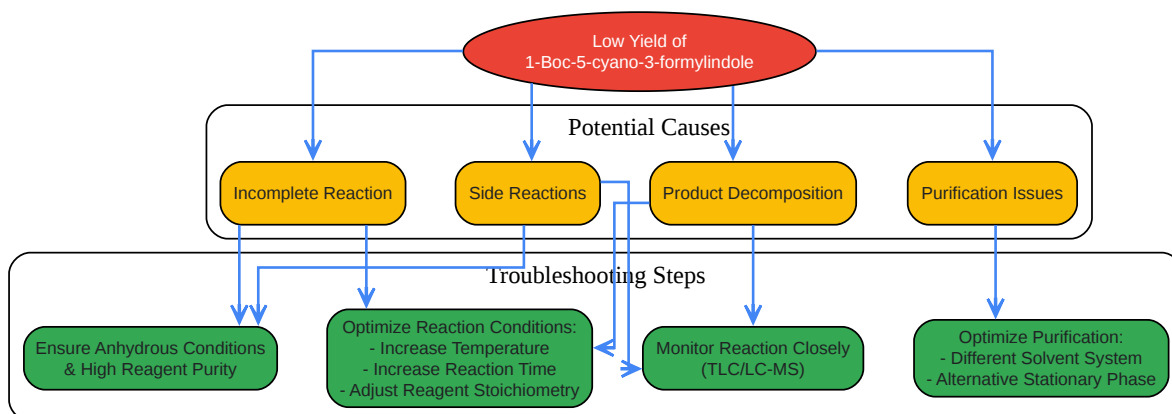 Low Yield of
1-Boc-5-cyano-3-formylindole
Potential Causes
Incomplete Reaction
Side Reactions
Product Decomposition
Purification Issues
Troubleshooting Steps
Ensure Anhydrous Conditions
& High Reagent Purity
Optimize Reaction Conditions:
- Increase Temperature
- Increase Reaction Time
- Adjust Reagent Stoichiometry
Monitor Reaction Closely
(TLC/LC-MS)
Optimize Purification:
- Different Solvent System
- Alternative Stationary Phase